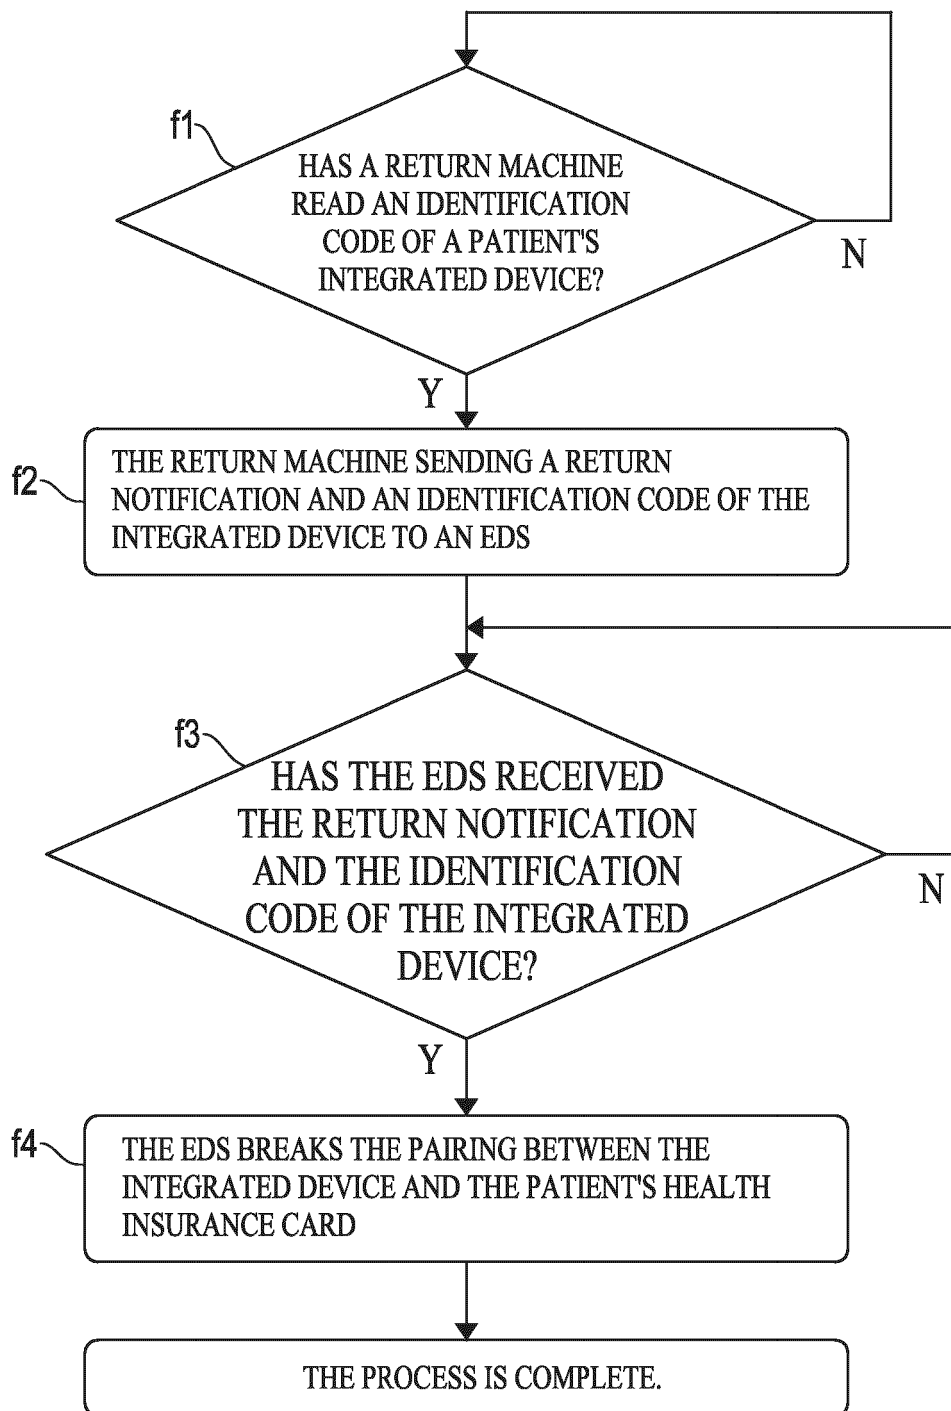 f1
HAS A RETURN MACHINE
READ AN IDENTIFICATION
CODE OF A PATIENT'S
INTEGRATED DEVICE?
N
Y
f2
THE RETURN MACHINE SENDING A RETURN
NOTIFICATION AND AN IDENTIFICATION CODE OF THE
INTEGRATED DEVICE TO AN EDS
f3
HAS THE EDS RECEIVED
THE RETURN NOTIFICATION
AND THE IDENTIFICATION
CODE OF THE INTEGRATED
DEVICE?
N
Y
f4
THE EDS BREAKS THE PAIRING BETWEEN THE
INTEGRATED DEVICE AND THE PATIENT'S HEALTH
INSURANCE CARD
THE PROCESS IS COMPLETE.